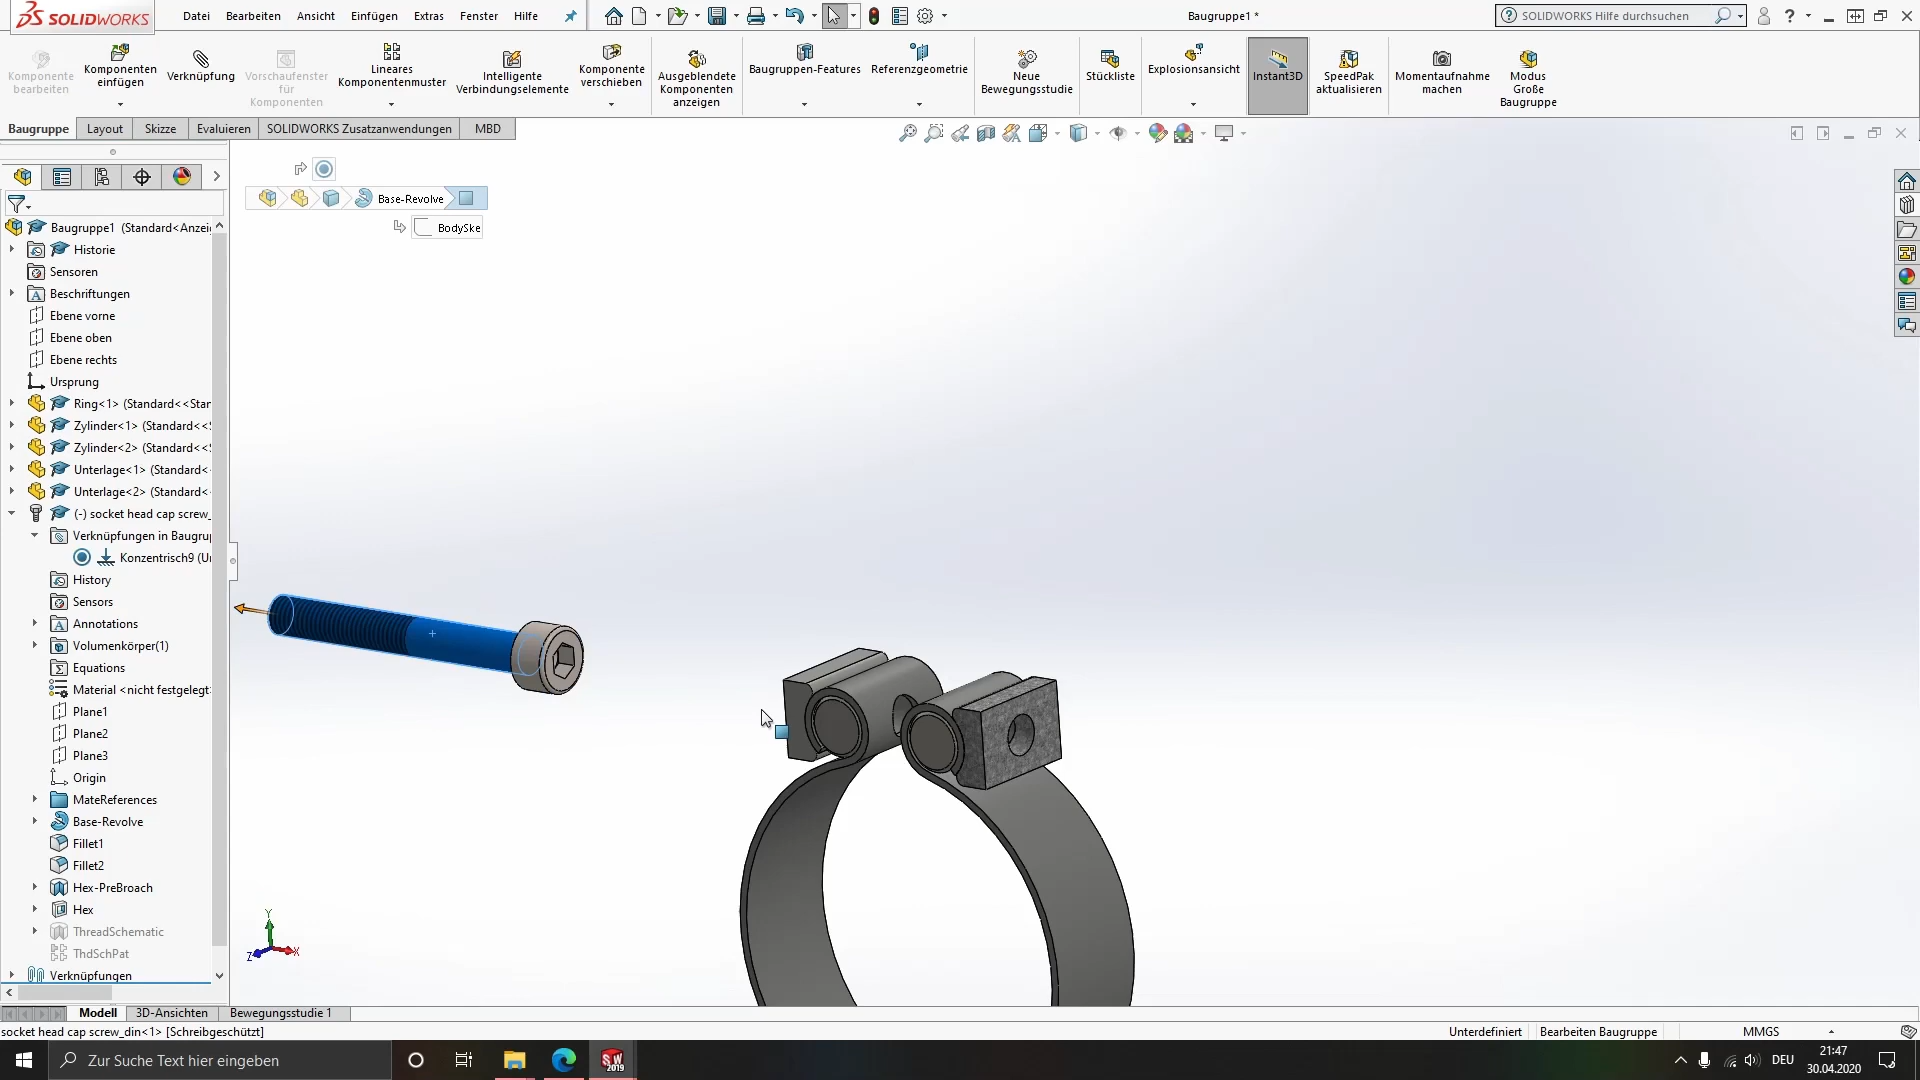 SOLIDWORKS
Datei Bearbeiten Ansicht Einfügen Extras Fenster Hilfe
Baugruppe1 *
SOLIDWORKS Hilfe durchsuchen
Komponente bearbeiten
Komponenten einfügen
Verknüpfung
Vorschaufenster für Komponenten
Lineares Komponentenmuster
Intelligente Verbindungselemente
Komponente verschieben
Ausgeblendete Komponenten anzeigen
Baugruppen-Features
Referenzgeometrie
Neue Bewegungsstudie
Stückliste
Explosionsansicht
Instant3D
SpeedPak aktualisieren
Momentaufnahme machen
Modus Große Baugruppe
Baugruppe Layout Skizze Evaluieren SOLIDWORKS Zusatzanwendungen MBD
Base-Revolve
BodySke
Baugruppe1 (Standard<Anzei
Historie
Sensoren
Beschriftungen
Ebene vorne
Ebene oben
Ebene rechts
Ursprung
Ring<1> (Standard<<Stan
Zylinder<1> (Standard<<
Zylinder<2> (Standard<<
Unterlage<1> (Standard<
Unterlage<2> (Standard<
(-) socket head cap screw_
Verknüpfungen in Baugru
Konzentrisch9 (U
History
Sensors
Annotations
Volumenkörper(1)
Equations
Material <nicht festgelegt
Plane1
Plane2
Plane3
Origin
MateReferences
Base-Revolve
Fillet1
Fillet2
Hex-PreBroach
Hex
ThreadSchematic
ThdSchPat
Verknüpfungen
Y
Z
X
Modell 3D-Ansichten Bewegungsstudie 1
socket head cap screw_din<1> [Schreibgeschützt]
Unterdefiniert Bearbeiten Baugruppe MMGS
Zur Suche Text hier eingeben
SW 2019
DEU
21:47
30.04.2020